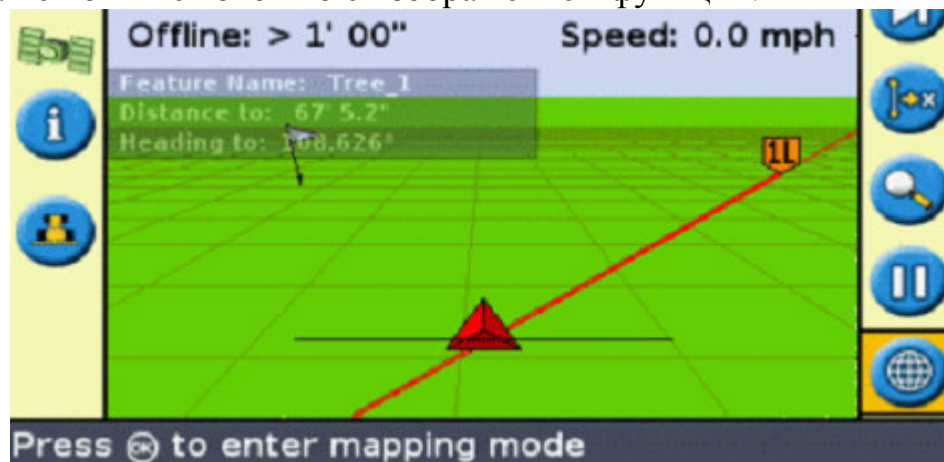 Offline: > 1' 00" Speed: 0.0 mph
Feature Name: Tree_1
Distance to: 67' 5.2"
Heading to: 108.626°
1L
Press OK to enter mapping mode